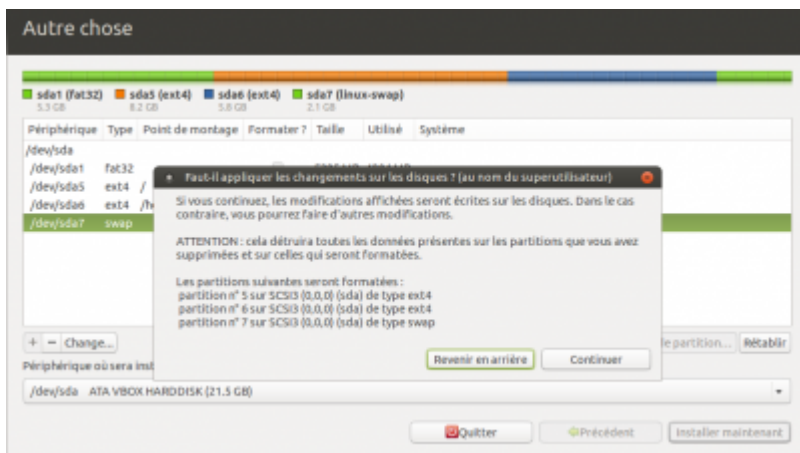 Autre chose
sda1 (fat32) sda5 (ext4) sda6 (ext4) sda7 (linux-swap)
5.3 GB 8.2 GB 5.8 GB 2.1 GB
Périphérique Type Point de montage Formater ? Taille Utilisé Système
/dev/sda
/dev/sda1 fat32
/dev/sda5 ext4 /
/dev/sda6 ext4
/dev/sda7 swap
Faut-il appliquer les changements sur les disques ? (au nom du superutilisateur)
Si vous continuez, les modifications affichées seront écrites sur les disques. Dans le cas
contraire, vous pourrez faire d'autres modifications.
ATTENTION : cela détruira toutes les données présentes sur les partitions que vous avez
supprimées et sur celles qui seront formatées.
Les partitions suivantes seront formatées :
partition n° 5 sur SCSI3 (0,0,0) (sda) de type ext4
partition n° 6 sur SCSI3 (0,0,0) (sda) de type ext4
partition n° 7 sur SCSI3 (0,0,0) (sda) de type swap
Revenir en arrière Continuer
+ - Change... partition... Rétablir
Périphérique où sera inst
/dev/sda ATA VBOX HARDDISK (21.5 GB)
Quitter Précédent Installer maintenant